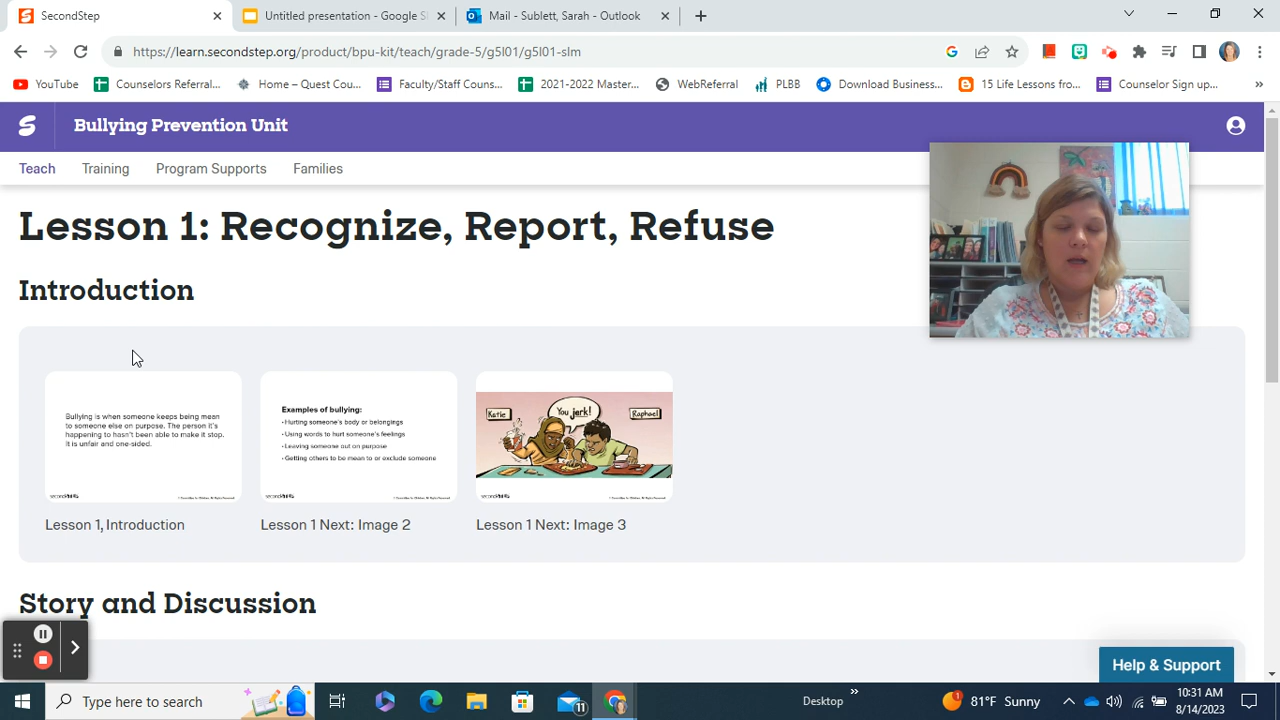 SecondStep
Untitled presentation - Google S
Mail - Sublett, Sarah - Outlook
https://learn.secondstep.org/product/bpu-kit/teach/grade-5/g5l01/g5l01-slm
YouTube
Counselors Referral...
Home – Quest Cou...
Faculty/Staff Couns...
2021-2022 Master...
WebReferral
PLBB
Download Business...
15 Life Lessons fro...
Counselor Sign up...
Bullying Prevention Unit
Teach
Training
Program Supports
Families
Lesson 1: Recognize, Report, Refuse
Introduction
Bullying is when someone keeps being mean
to someone else on purpose. The person it's
happening to hasn't been able to make it stop.
It is unfair and one-sided.
Lesson 1, Introduction
Examples of bullying:
• Hurting someone's body or belongings
• Using words to hurt someone's feelings
• Leaving someone out on purpose
• Getting others to be mean to or exclude someone
Lesson 1 Next: Image 2
Katie
You jerk!
Raphael
Lesson 1 Next: Image 3
Story and Discussion
Help & Support
Type here to search
11
Desktop
1
81°F Sunny
10:31 AM
8/14/2023